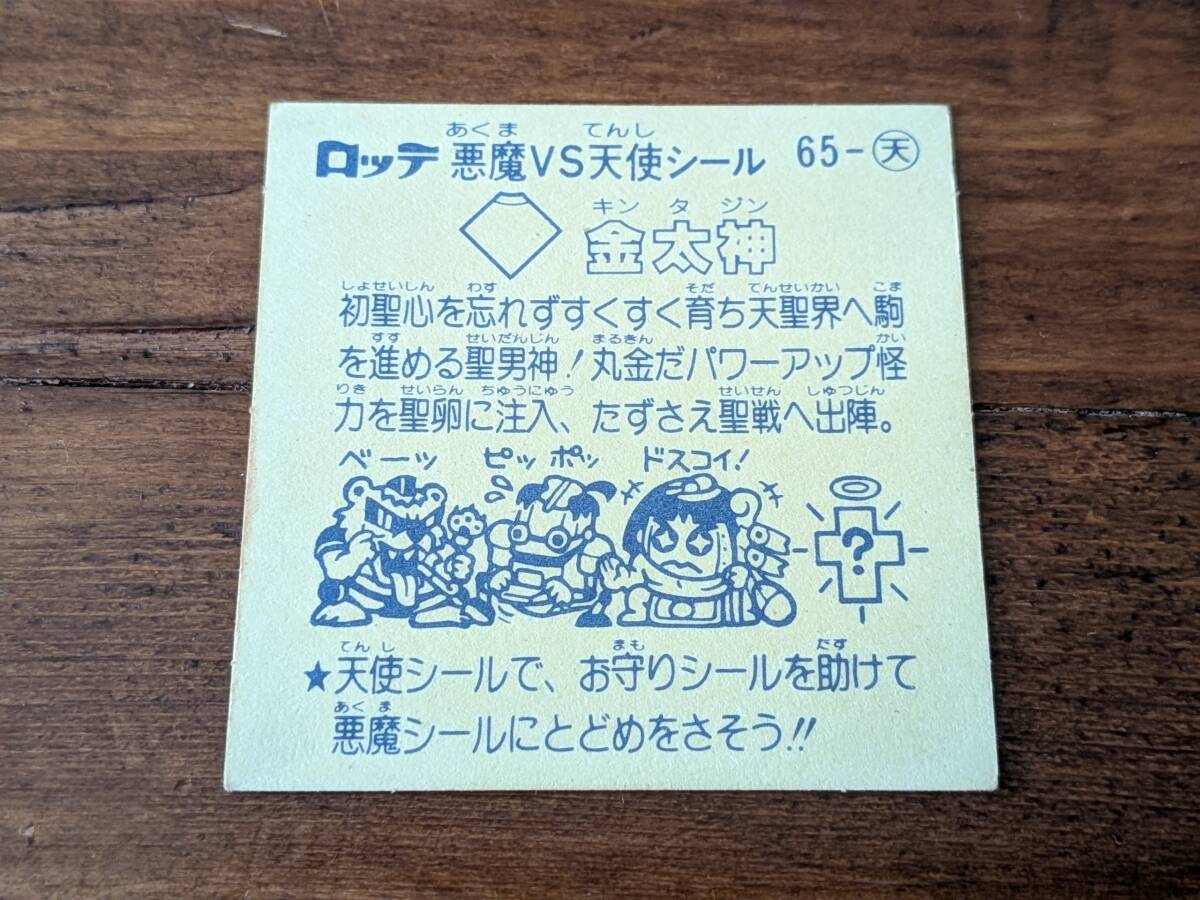 あくま てんし
ロッテ 悪魔VS天使シール 65-天
キン タ ジン
金太神
しょせいしん わす そだ てんせいかい こま
初聖心を忘れずすくすく育ち天聖界へ駒
すす せいだんじん まるきん かい
を進める聖男神!丸金だパワーアップ怪
りき せいらん ちゅうにゅう せいせん しゅつじん
力を聖卵に注入、たずさえ聖戦へ出陣。
ベーッ ピッポッ ドスコイ!
?
てんし まも だす
★天使シールで、お守りシールを助けて
あくま
悪魔シールにとどめをさそう!!